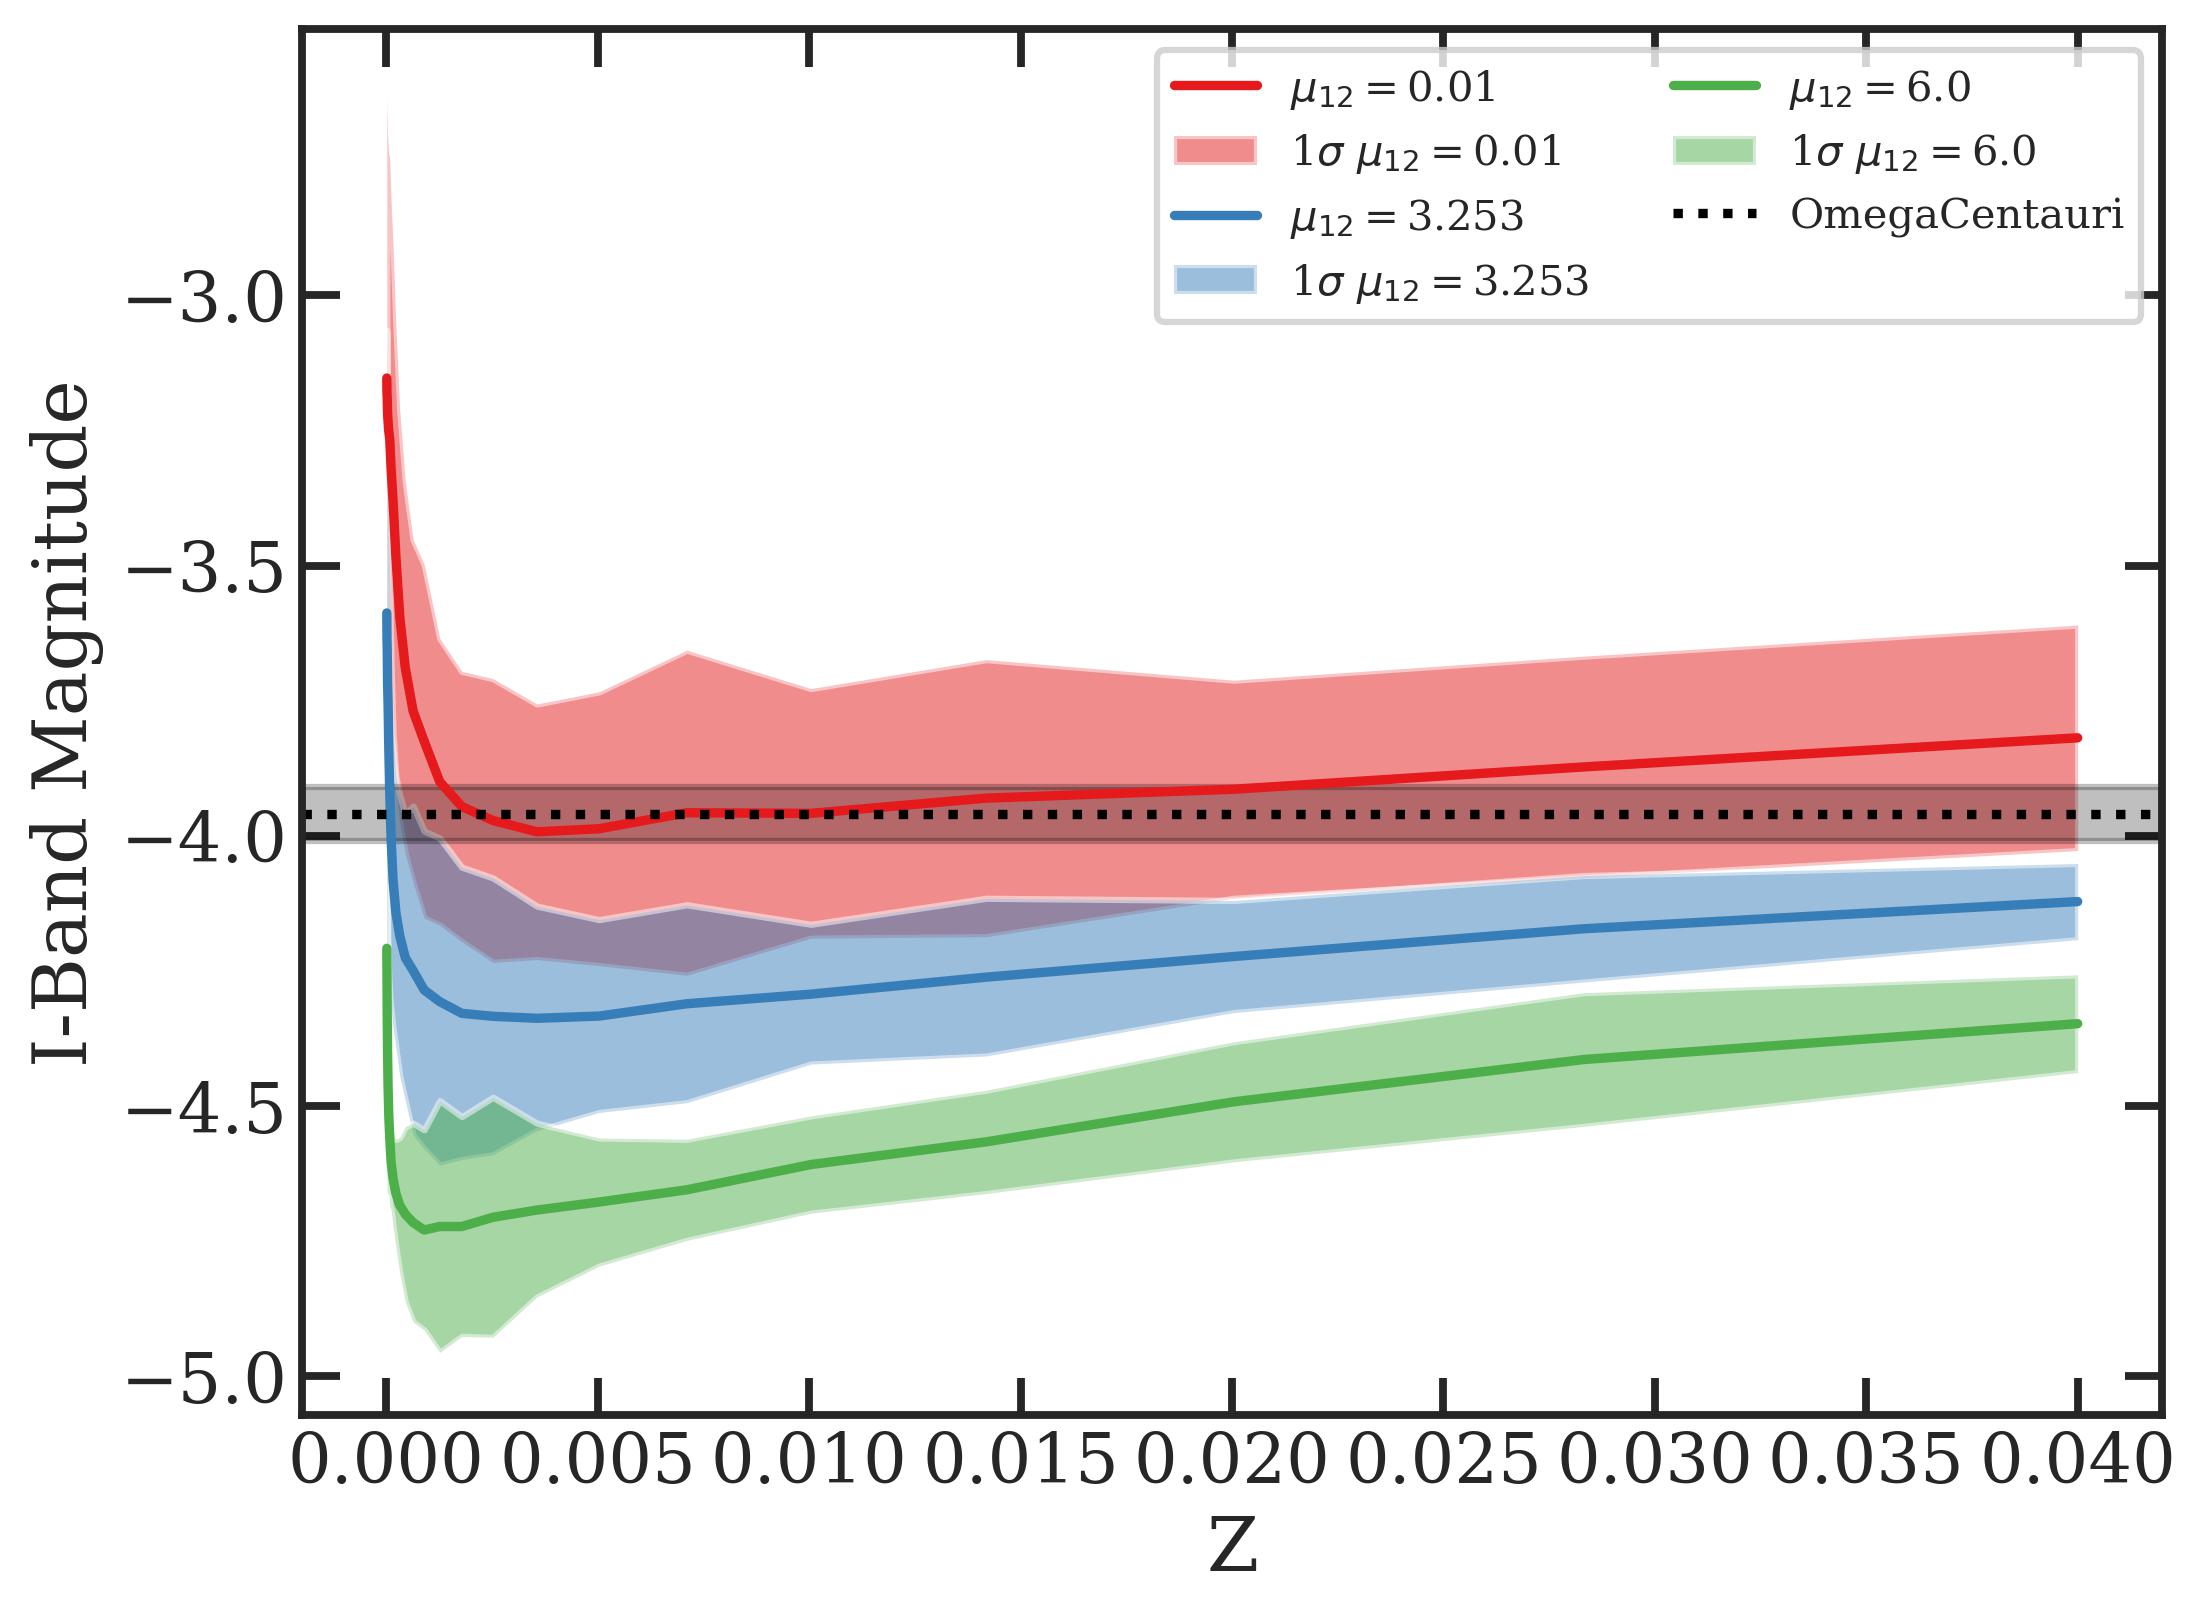 μ₁₂ = 0.01
1σ μ₁₂ = 0.01
μ₁₂ = 3.253
1σ μ₁₂ = 3.253
μ₁₂ = 6.0
1σ μ₁₂ = 6.0
OmegaCentauri
I-Band Magnitude
−3.0
−3.5
−4.0
−4.5
−5.0
0.000 0.005 0.010 0.015 0.020 0.025 0.030 0.035 0.040
Z